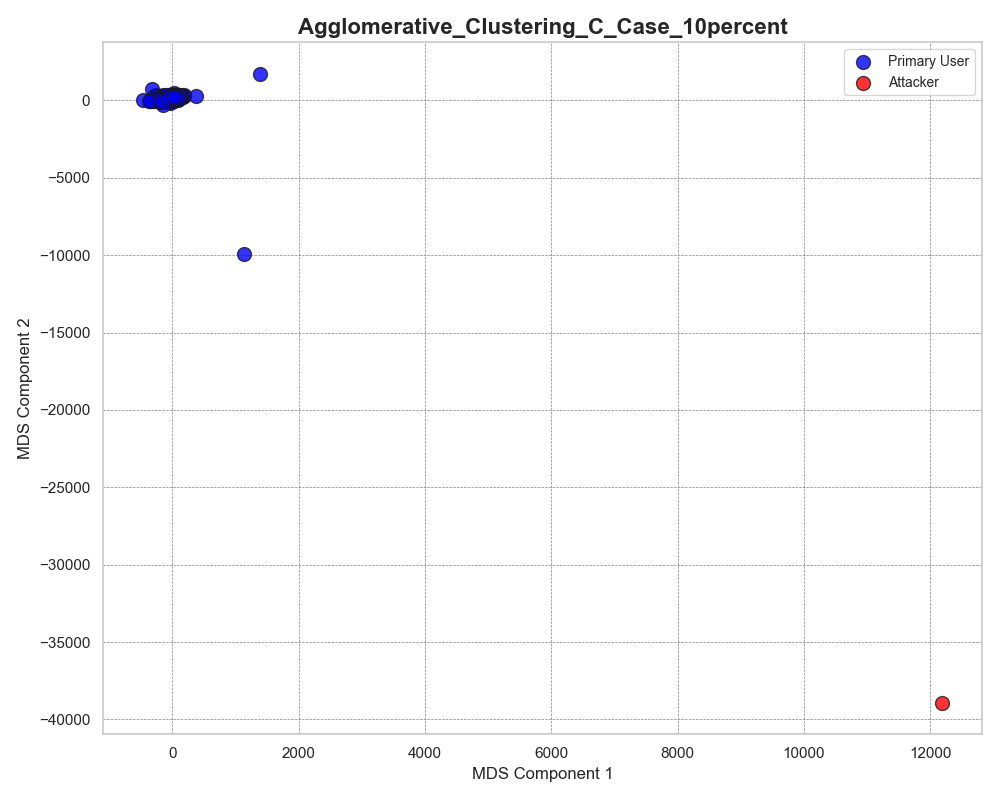 Agglomerative_Clustering_C_Case_10percent
Primary User
Attacker
0
−5000
−10000
−15000
−20000
−25000
−30000
−35000
−40000
MDS Component 2
0 2000 4000 6000 8000 10000 12000
MDS Component 1